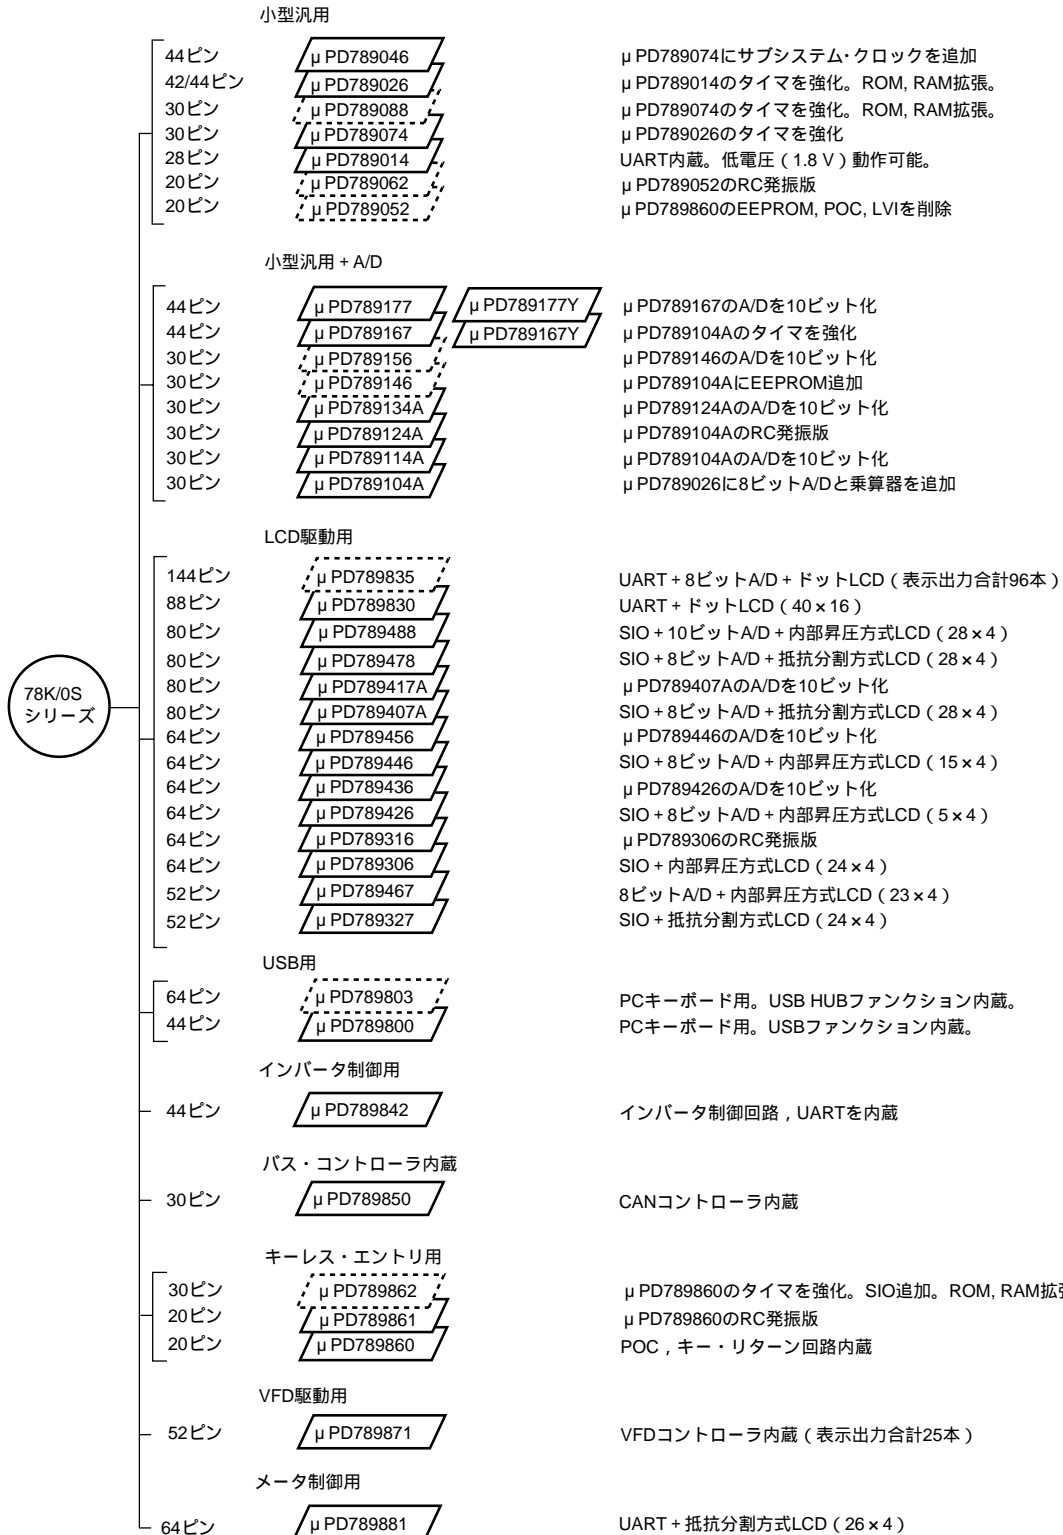 小型汎用
44ピン μPD789046 μPD789074にサブシステム・クロックを追加
42/44ピン μPD789026 μPD789014のタイマを強化。ROM, RAM拡張。
30ピン μPD789088 μPD789074のタイマを強化。ROM, RAM拡張。
30ピン μPD789074 μPD789026のタイマを強化
28ピン μPD789014 UART内蔵。低電圧（1.8 V）動作可能。
20ピン μPD789062 μPD789052のRC発振版
20ピン μPD789052 μPD789860のEEPROM, POC, LVIを削除
小型汎用 + A/D
44ピン μPD789177 μPD789177Y μPD789167のA/Dを10ビット化
44ピン μPD789167 μPD789167Y μPD789104Aのタイマを強化
30ピン μPD789156 μPD789146のA/Dを10ビット化
30ピン μPD789146 μPD789104AにEEPROM追加
30ピン μPD789134A μPD789124AのA/Dを10ビット化
30ピン μPD789124A μPD789104AのRC発振版
30ピン μPD789114A μPD789104AのA/Dを10ビット化
30ピン μPD789104A μPD789026に8ビットA/Dと乗算器を追加
LCD駆動用
144ピン μPD789835 UART + 8ビットA/D + ドットLCD（表示出力合計96本）
88ピン μPD789830 UART + ドットLCD（40×16）
80ピン μPD789488 SIO + 10ビットA/D + 内部昇圧方式LCD（28×4）
80ピン μPD789478 SIO + 8ビットA/D + 抵抗分割方式LCD（28×4）
80ピン μPD789417A μPD789407AのA/Dを10ビット化
80ピン μPD789407A SIO + 8ビットA/D + 抵抗分割方式LCD（28×4）
64ピン μPD789456 μPD789446のA/Dを10ビット化
64ピン μPD789446 SIO + 8ビットA/D + 内部昇圧方式LCD（15×4）
64ピン μPD789436 μPD789426のA/Dを10ビット化
64ピン μPD789426 SIO + 8ビットA/D + 内部昇圧方式LCD（5×4）
64ピン μPD789316 μPD789306のRC発振版
64ピン μPD789306 SIO + 内部昇圧方式LCD（24×4）
52ピン μPD789467 8ビットA/D + 内部昇圧方式LCD（23×4）
52ピン μPD789327 SIO + 抵抗分割方式LCD（24×4）
78K/0S
シリーズ
USB用
64ピン μPD789803 PCキーボード用。USB HUBファンクション内蔵。
44ピン μPD789800 PCキーボード用。USBファンクション内蔵。
インバータ制御用
44ピン μPD789842 インバータ制御回路，UARTを内蔵
バス・コントローラ内蔵
30ピン μPD789850 CANコントローラ内蔵
キーレス・エントリ用
30ピン μPD789862 μPD789860のタイマを強化。SIO追加。ROM, RAM拡
20ピン μPD789861 μPD789860のRC発振版
20ピン μPD789860 POC，キー・リターン回路内蔵
VFD駆動用
52ピン μPD789871 VFDコントローラ内蔵（表示出力合計25本）
メータ制御用
64ピン μPD789881 UART + 抵抗分割方式LCD（26×4）